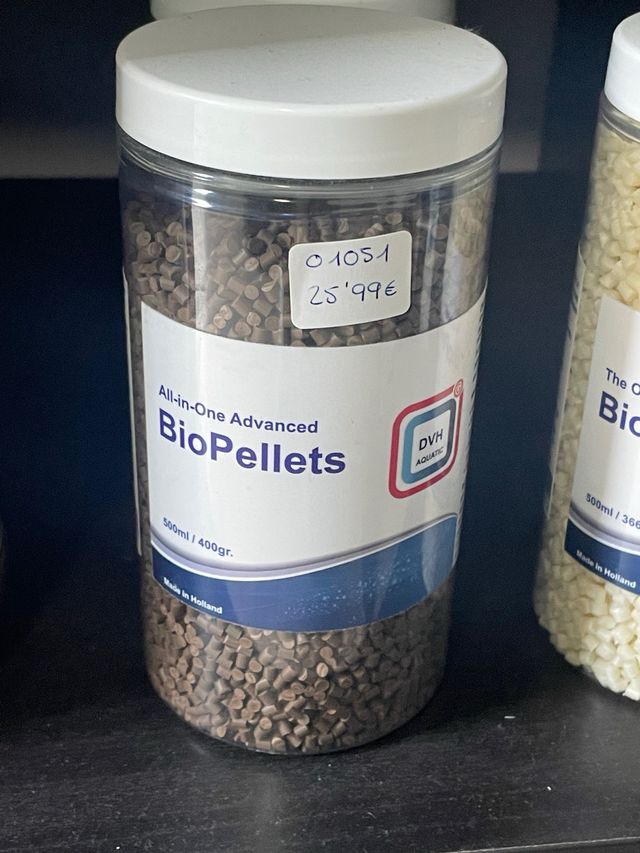 01051
25'99€
All-in-One Advanced
BioPellets
DVH
AQUATIC
500ml / 400gr.
Made in Holland
The
500ml / 366
Made in Holland